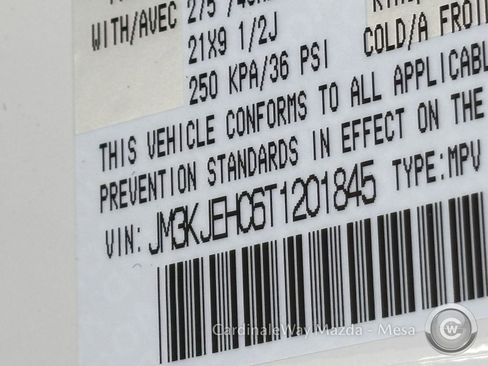 WITH/AVEC 275
21X9 1/2J
250 KPA/36 PSI COLD/A FROI
THIS VEHICLE CONFORMS TO ALL APPLICABL
PREVENTION STANDARDS IN EFFECT ON THE
VIN: JM3KJEHC6T1201845 TYPE:MPV
CardinaleWay Mazda - Mesa